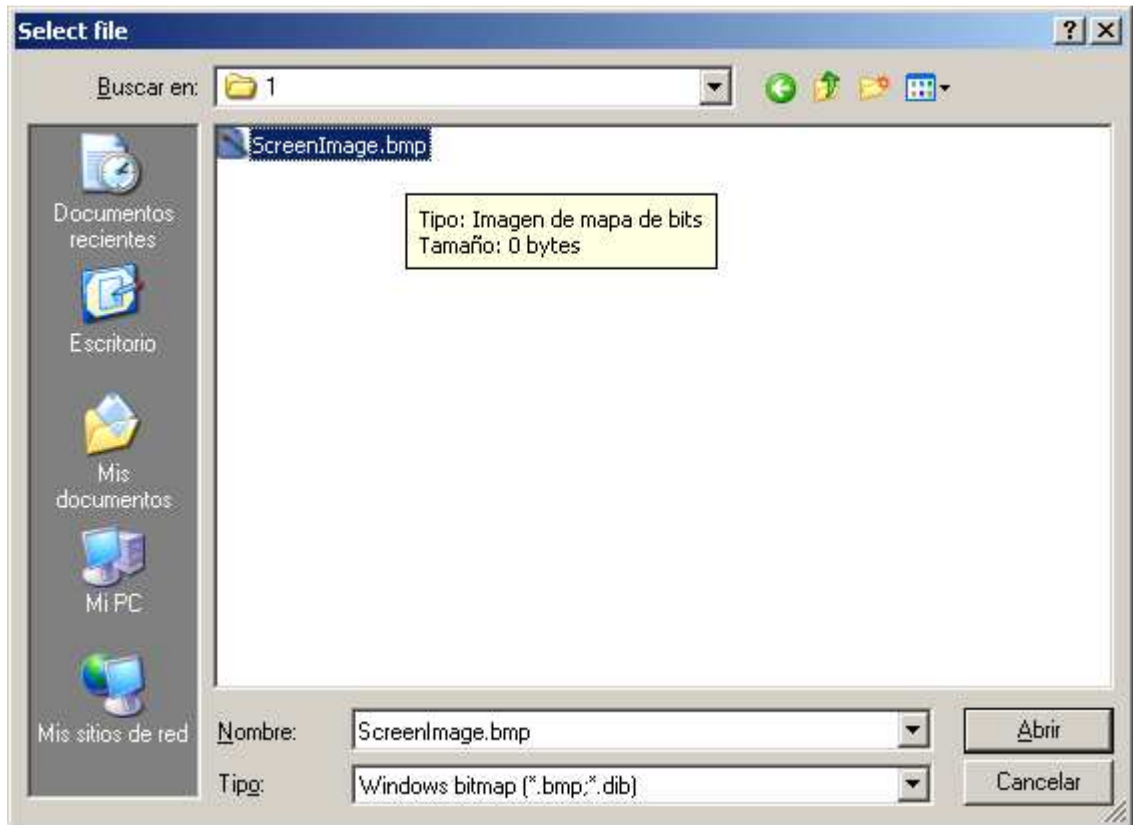 Select file
Buscar en:
1
ScreenImage.bmp
Tipo: Imagen de mapa de bits
Tamaño: 0 bytes
Documentos
recientes
Escritorio
Mis
documentos
Mi PC
Mis sitios de red
Nombre:
ScreenImage.bmp
Abrir
Tipo:
Windows bitmap (*.bmp;*.dib)
Cancelar